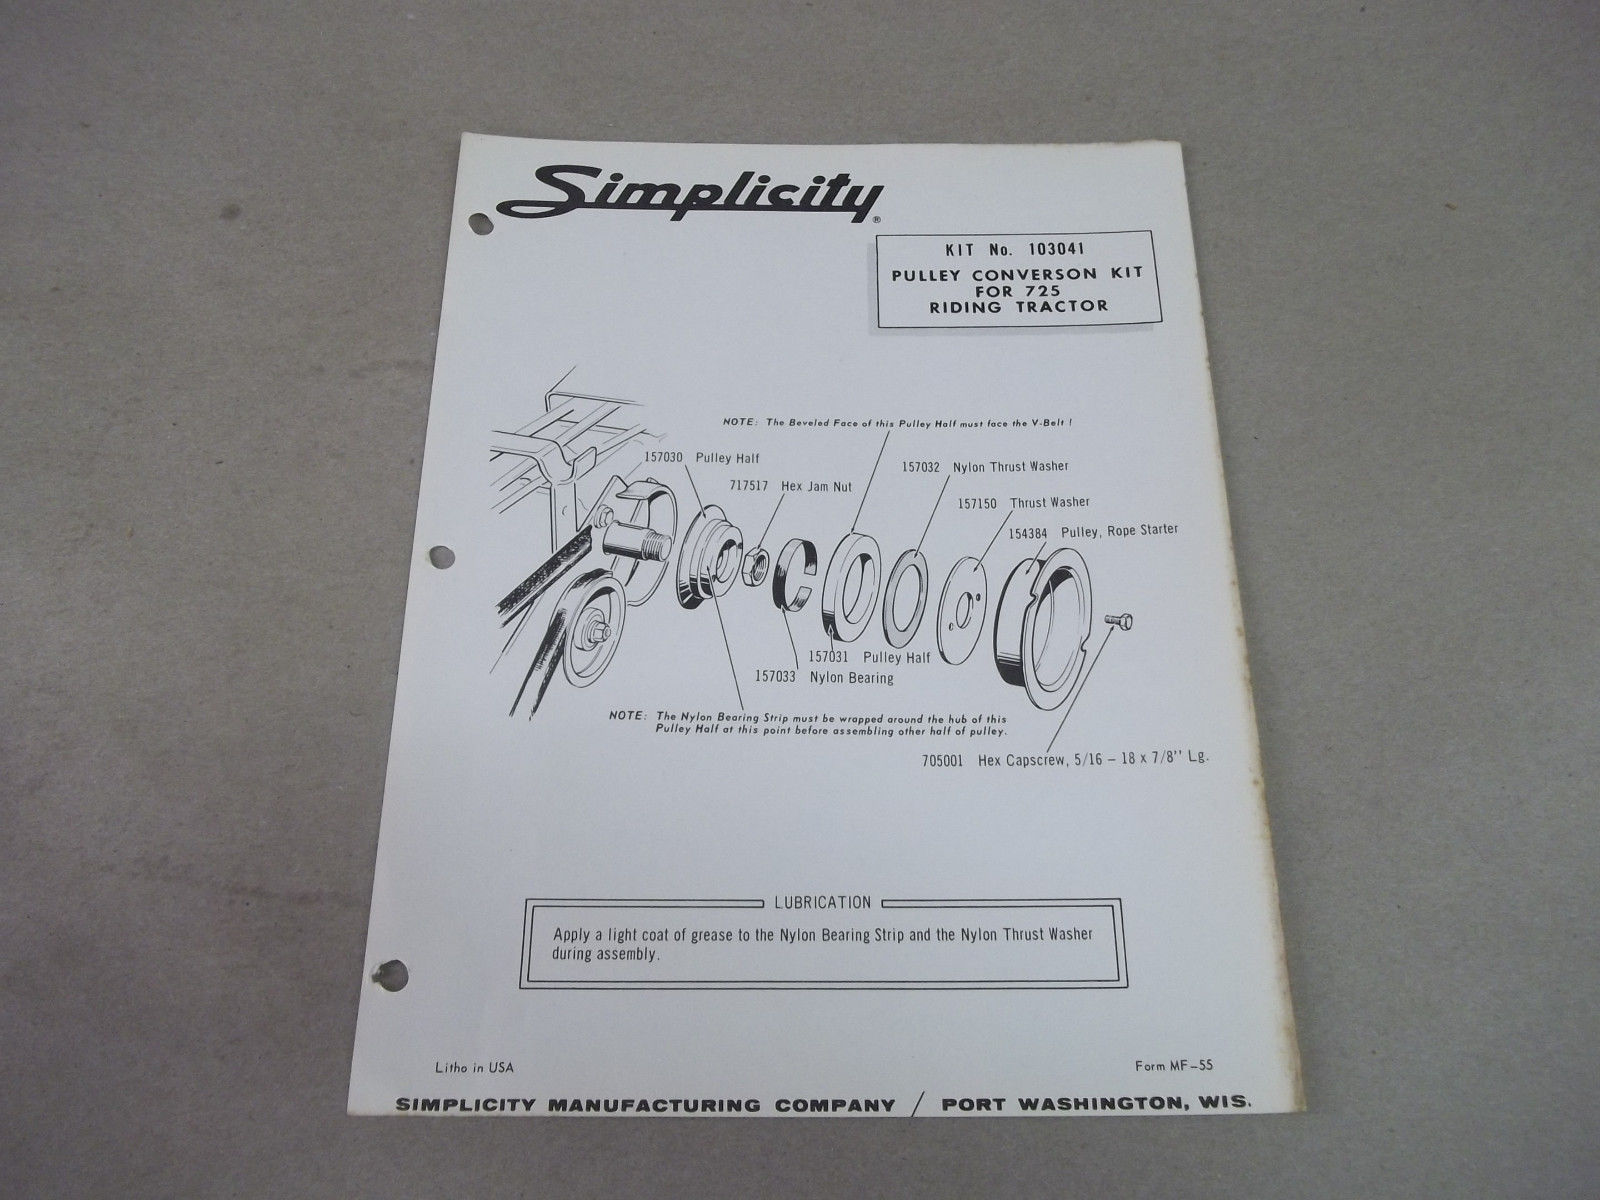 Simplicity®
KIT No. 103041
PULLEY CONVERSON KIT
FOR 725
RIDING TRACTOR
NOTE: The Beveled Face of this Pulley Half must face the V-Belt !
157030 Pulley Half
717517 Hex Jam Nut
157032 Nylon Thrust Washer
157150 Thrust Washer
154384 Pulley, Rope Starter
157031 Pulley Half
157033 Nylon Bearing
NOTE: The Nylon Bearing Strip must be wrapped around the hub of this
Pulley Half at this point before assembling other half of pulley.
705001 Hex Capscrew, 5/16 – 18 x 7/8" Lg.
LUBRICATION
Apply a light coat of grease to the Nylon Bearing Strip and the Nylon Thrust Washer
during assembly.
Litho in USA
Form MF–55
SIMPLICITY MANUFACTURING COMPANY / PORT WASHINGTON, WIS.